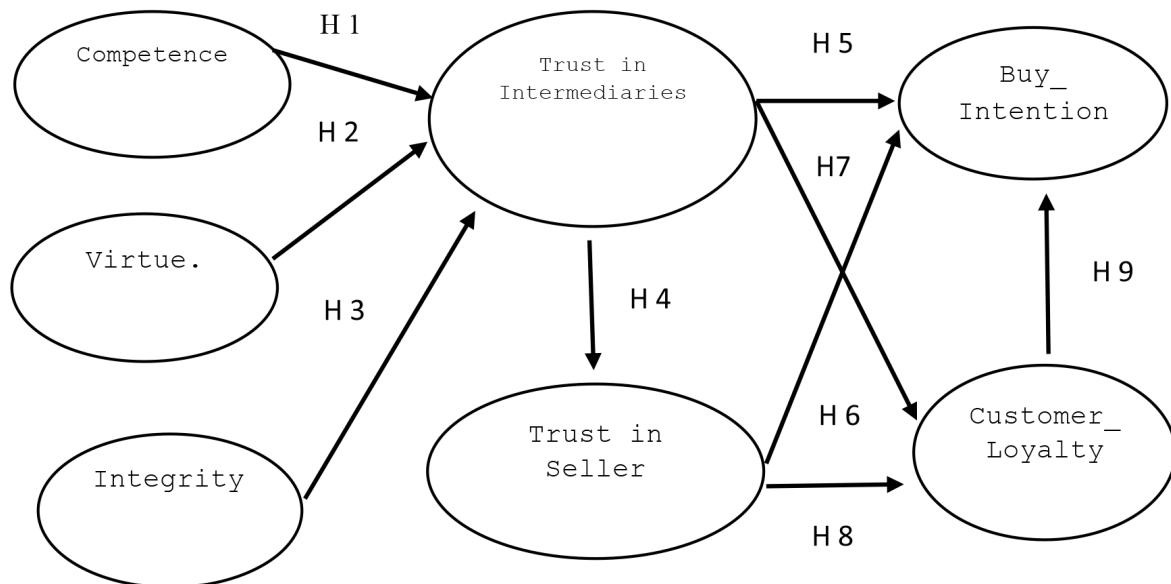 H 1
Competence
Trust in
Intermediaries
H 5
Buy_
Intention
H 2
H7
Virtue.
H 3
H 4
H 9
Integrity
Trust in
Seller
H 6
Customer_
Loyalty
H 8